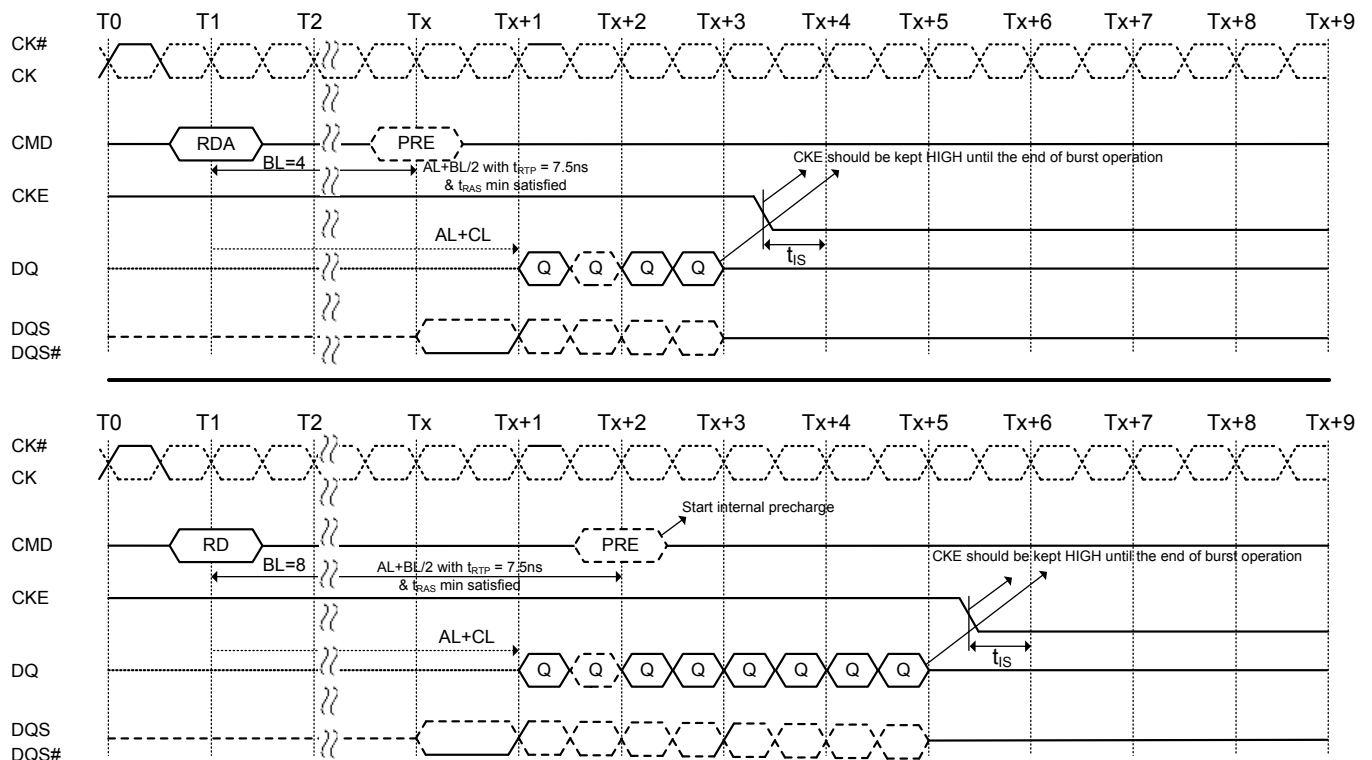 T0 T1 T2 Tx Tx+1 Tx+2 Tx+3 Tx+4 Tx+5 Tx+6 Tx+7 Tx+8 Tx+9
CK#
CK
CMD RDA PRE
BL=4 AL+BL/2 with tRTP = 7.5ns
& tRAS min satisfied
CKE should be kept HIGH until the end of burst operation
CKE
AL+CL
tIS
DQ Q Q Q Q
DQS
DQS#
T0 T1 T2 Tx Tx+1 Tx+2 Tx+3 Tx+4 Tx+5 Tx+6 Tx+7 Tx+8 Tx+9
CK#
CK
Start internal precharge
CMD RD PRE
CKE should be kept HIGH until the end of burst operation
BL=8 AL+BL/2 with tRTP = 7.5ns
& tRAS min satisfied
CKE
AL+CL
tIS
DQ Q Q Q Q Q Q Q Q
DQS
DQS#